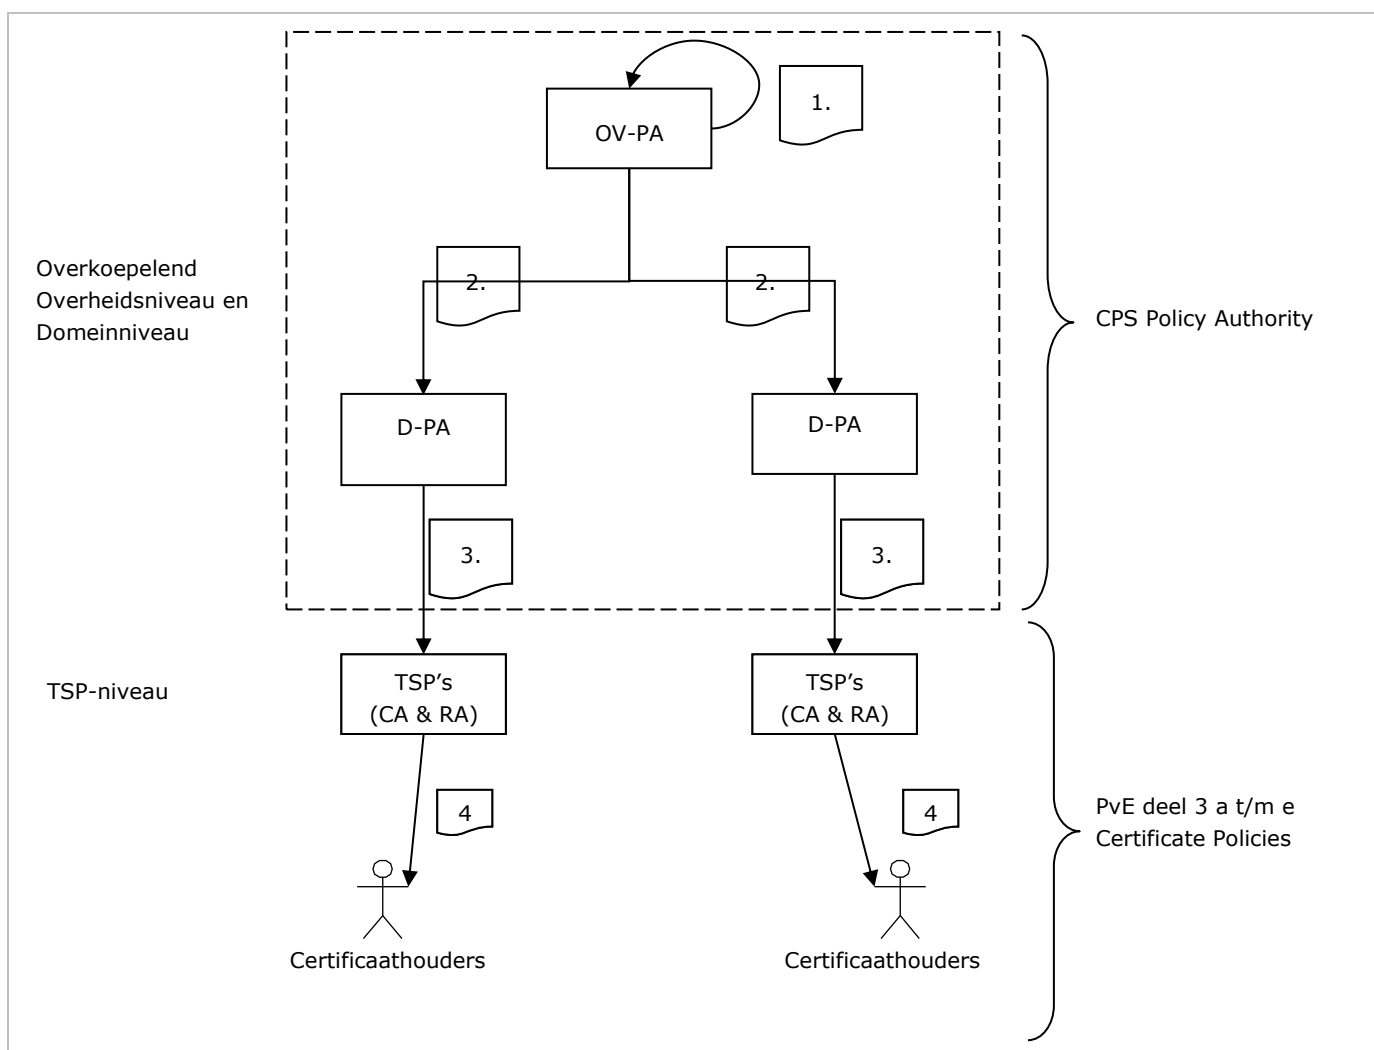 1.
OV-PA
Overkoepelend
Overheidsniveau en
Domeinniveau
2.
2.
CPS Policy Authority
D-PA
D-PA
3.
3.
TSP-niveau
TSP's
(CA & RA)
TSP's
(CA & RA)
4
4
PvE deel 3 a t/m e
Certificate Policies
Certificaathouders
Certificaathouders